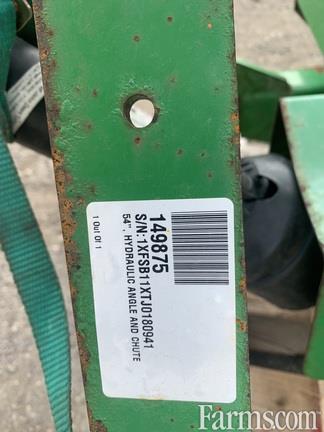 149875
S/N:1XFSB11XTJ0180941
54", HYDRAULIC ANGLE AND CHUTE
1 Out Of 1
Farms.com®